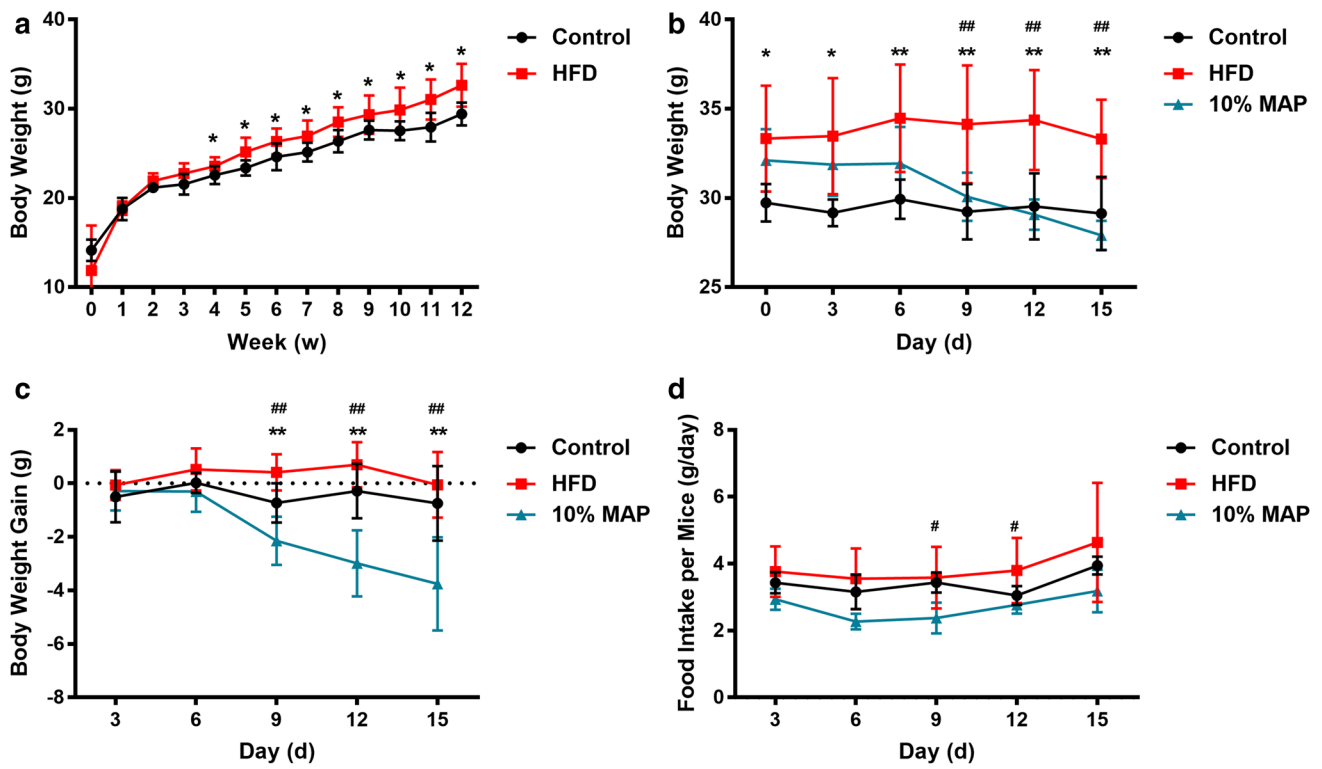 a
Body Weight (g)
40
30
20
10
* * * * * * * * *
0 1 2 3 4 5 6 7 8 9 10 11 12
Week (w)
Control
HFD
b
Body Weight (g)
40
35
30
25
## ## ##
* * ** ** ** **
0 3 6 9 12 15
Day (d)
Control
HFD
10% MAP
c
Body Weight Gain (g)
2
0
-2
-4
-6
-8
## ## ##
** ** **
3 6 9 12 15
Day (d)
Control
HFD
10% MAP
d
Food Intake per Mice (g/day)
8
6
4
2
0
# #
3 6 9 12 15
Day (d)
Control
HFD
10% MAP